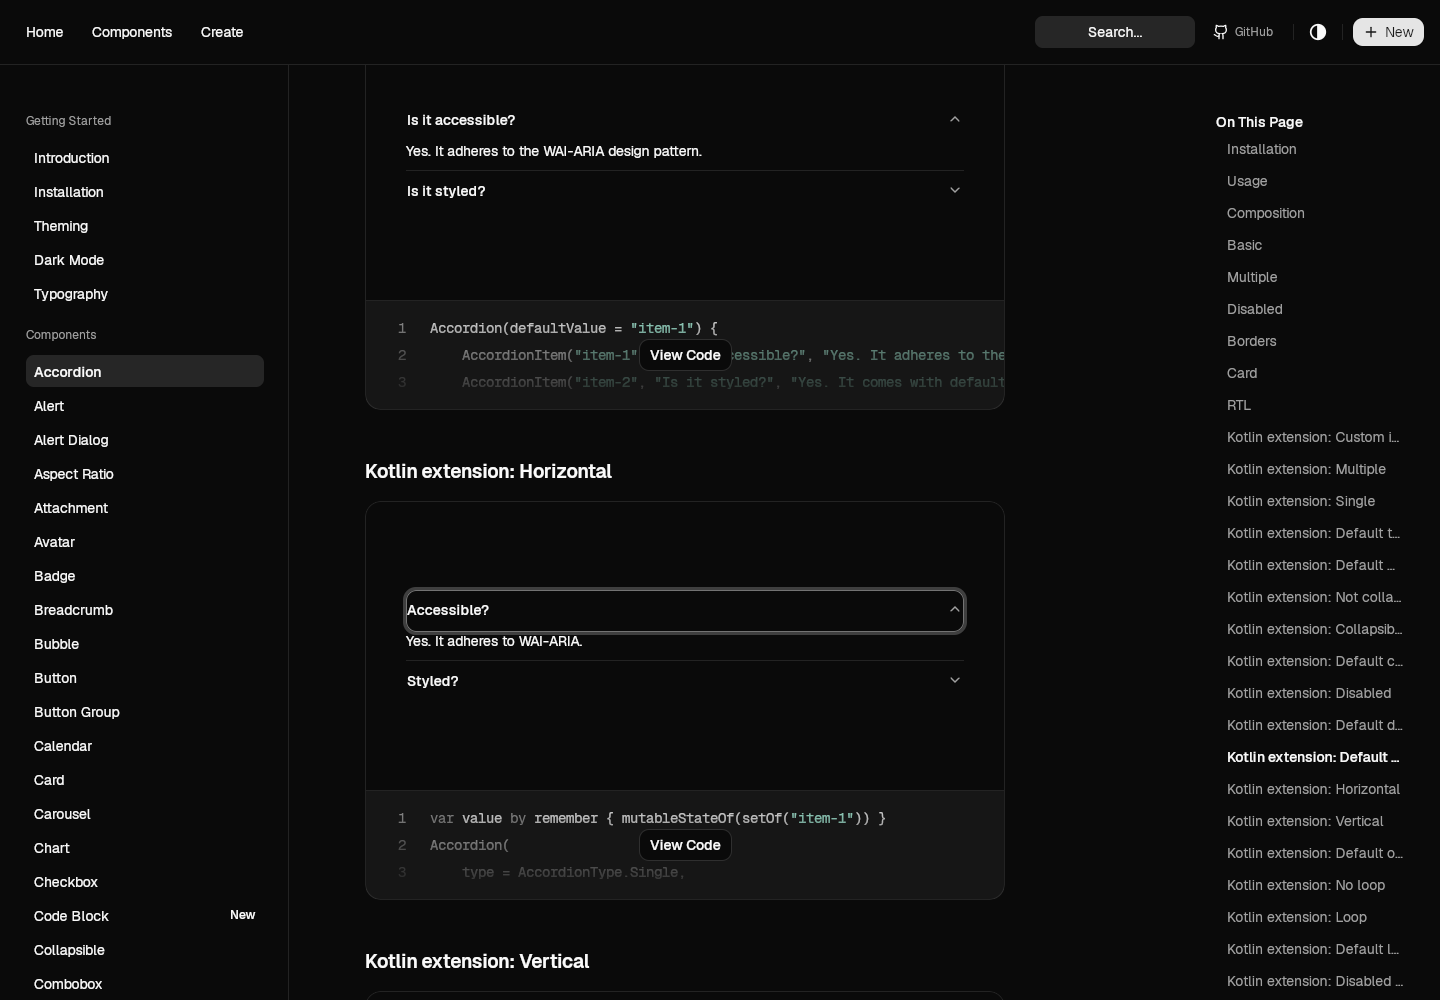 Home
Components
Create
Search...
GitHub
New
Getting Started
Introduction
Installation
Theming
Dark Mode
Typography
Components
Accordion
Alert
Alert Dialog
Aspect Ratio
Attachment
Avatar
Badge
Breadcrumb
Bubble
Button
Button Group
Calendar
Card
Carousel
Chart
Checkbox
Code Block
New
Collapsible
Combobox
Is it accessible?
Yes. It adheres to the WAI-ARIA design pattern.
Is it styled?
1 Accordion(defaultValue = "item-1") {
2 AccordionItem("item-1" cessible?", "Yes. It adheres to the
View Code
3 AccordionItem("item-2", "Is it styled?", "Yes. It comes with default
Kotlin extension: Horizontal
Accessible?
Yes. It adheres to WAI-ARIA.
Styled?
1 var value by remember { mutableStateOf(setOf("item-1")) }
2 Accordion(
View Code
3 type = AccordionType.Single,
Kotlin extension: Vertical
On This Page
Installation
Usage
Composition
Basic
Multiple
Disabled
Borders
Card
RTL
Kotlin extension: Custom i...
Kotlin extension: Multiple
Kotlin extension: Single
Kotlin extension: Default t...
Kotlin extension: Default ...
Kotlin extension: Not colla...
Kotlin extension: Collapsib...
Kotlin extension: Default c...
Kotlin extension: Disabled
Kotlin extension: Default d...
Kotlin extension: Default ...
Kotlin extension: Horizontal
Kotlin extension: Vertical
Kotlin extension: Default o...
Kotlin extension: No loop
Kotlin extension: Loop
Kotlin extension: Default l...
Kotlin extension: Disabled ...